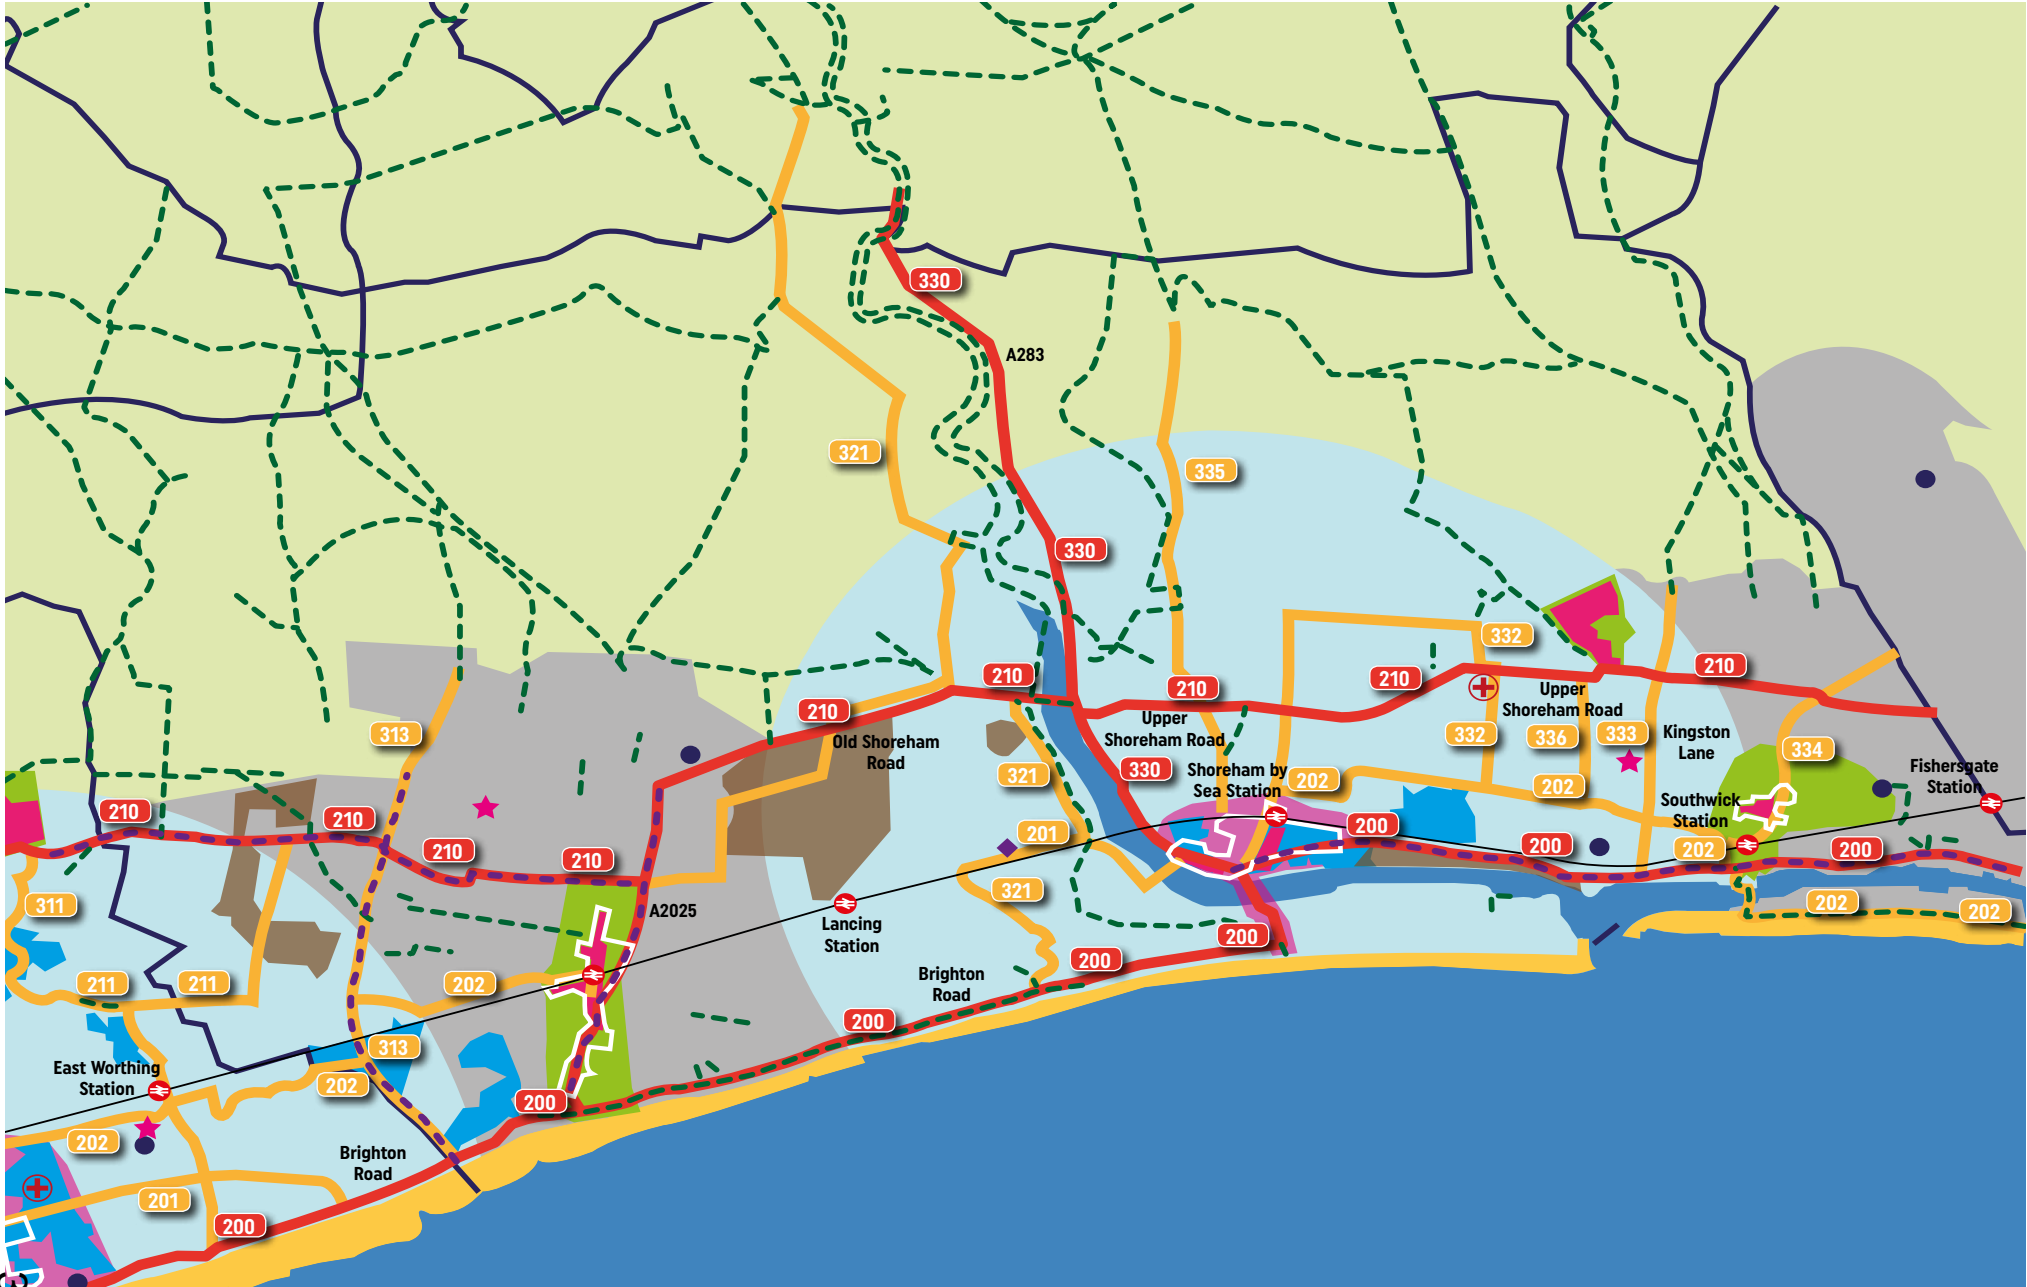 330
A283
321
335
330
332
210
210
210
210
210
313
Old Shoreham
Road
Upper
Shoreham Road
Upper
Shoreham Road
332
336
333
Kingston
Lane
334
321
330
Shoreham by
Sea Station
202
202
Fishersgate
Station
Southwick
Station
210
210
210
210
201
200
200
202
200
311
A2025
321
Lancing
Station
202
202
200
211
211
202
Brighton
Road
200
200
313
East Worthing
Station
202
200
202
Brighton
Road
201
200